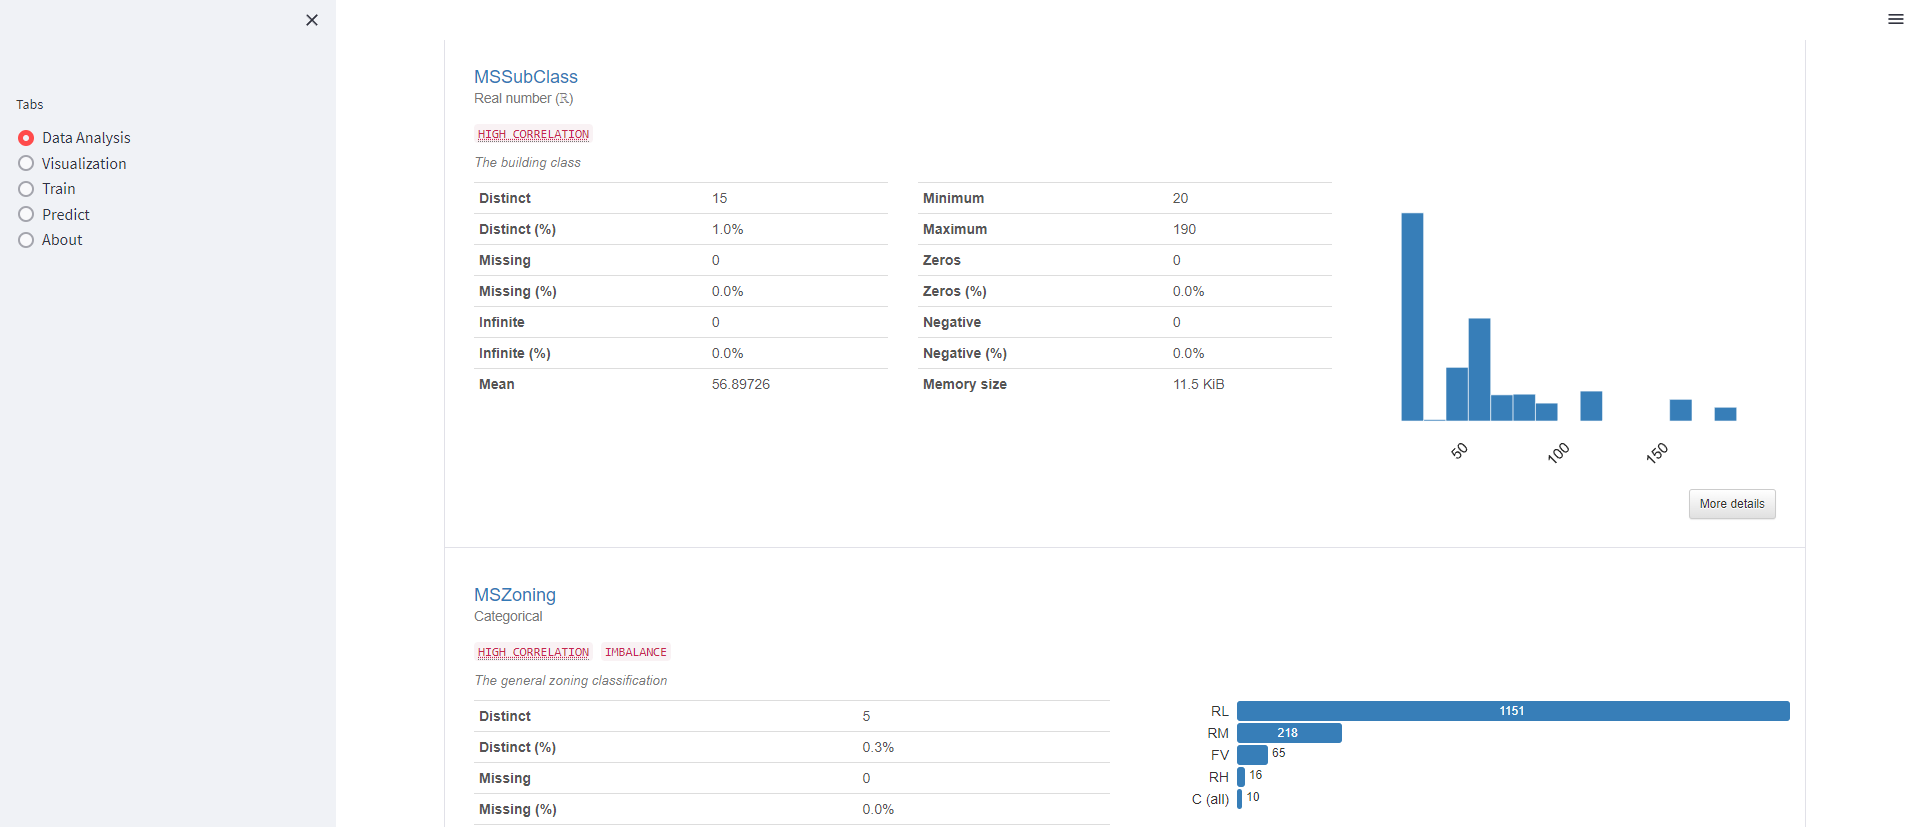 Tabs
Data Analysis
Visualization
Train
Predict
About
MSSubClass
Real number (ℝ)
HIGH CORRELATION
The building class
Distinct 15
Distinct (%) 1.0%
Missing 0
Missing (%) 0.0%
Infinite 0
Infinite (%) 0.0%
Mean 56.89726
Minimum 20
Maximum 190
Zeros 0
Zeros (%) 0.0%
Negative 0
Negative (%) 0.0%
Memory size 11.5 KiB
50 100 150
More details
MSZoning
Categorical
HIGH CORRELATION IMBALANCE
The general zoning classification
Distinct 5
Distinct (%) 0.3%
Missing 0
Missing (%) 0.0%
RL 1151
RM 218
FV 65
RH 16
C (all) 10